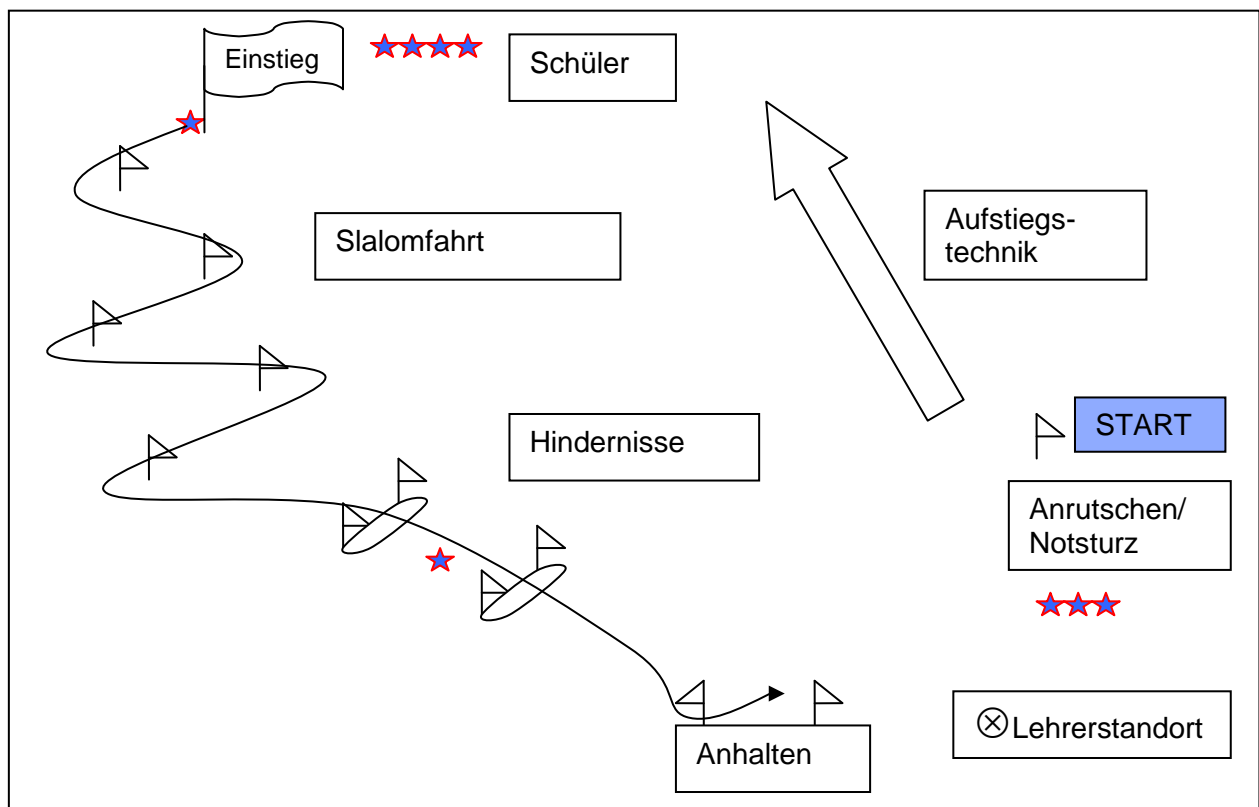 Einstieg
Schüler
Slalomfahrt
Aufstiegs-
technik
START
Hindernisse
Anrutschen/
Notsturz
Lehrerstandort
Anhalten